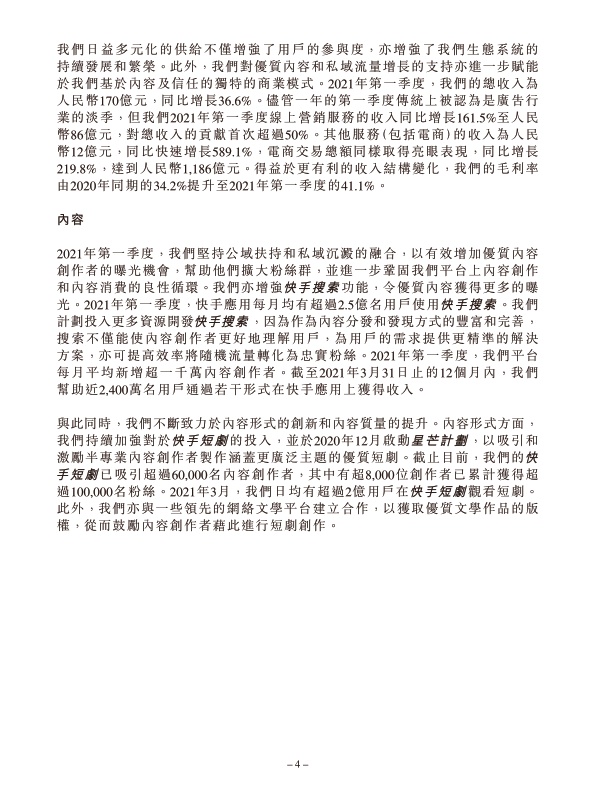 我們日益多元化的供給不僅增強了用戶的參與度，亦增強了我們生態系統的
持續發展和繁榮。此外，我們對優質內容和私域流量增長的支持亦進一步賦能
於我們基於內容及信任的獨特的商業模式。2021年第一季度，我們的總收入為
人民幣170億元，同比增長36.6%。儘管一年的第一季度傳統上被認為是廣告行
業的淡季，但我們2021年第一季度線上營銷服務的收入同比增長161.5%至人民
幣86億元，對總收入的貢獻首次超過50%。其他服務（包括電商）的收入為人民
幣12億元，同比快速增長589.1%，電商交易總額同樣取得亮眼表現，同比增長
219.8%，達到人民幣1,186億元。得益於更有利的收入結構變化，我們的毛利率
由2020年同期的34.2%提升至2021年第一季度的41.1%。
內容
2021年第一季度，我們堅持公域扶持和私域沉澱的融合，以有效增加優質內容
創作者的曝光機會，幫助他們擴大粉絲群，並進一步鞏固我們平台上內容創作
和內容消費的良性循環。我們亦增強快手搜索功能，令優質內容獲得更多的曝
光。2021年第一季度，快手應用每月均有超過2.5億名用戶使用快手搜索。我們
計劃投入更多資源開發快手搜索，因為作為內容分發和發現方式的豐富和完善，
搜索不僅能使內容創作者更好地理解用戶，為用戶的需求提供更精準的解決
方案，亦可提高效率將隨機流量轉化為忠實粉絲。2021年第一季度，我們平台
每月平均新增超一千萬內容創作者。截至2021年3月31日止的12個月內，我們
幫助近2,400萬名用戶通過若干形式在快手應用上獲得收入。
與此同時，我們不斷致力於內容形式的創新和內容質量的提升。內容形式方面，
我們持續加強對於快手短劇的投入，並於2020年12月啟動星芒計劃，以吸引和
激勵半專業內容創作者製作涵蓋更廣泛主題的優質短劇。截止目前，我們的快
手短劇已吸引超過60,000名內容創作者，其中有超8,000位創作者已累計獲得超
過100,000名粉絲。2021年3月，我們日均有超過2億用戶在快手短劇觀看短劇。
此外，我們亦與一些領先的網絡文學平台建立合作，以獲取優質文學作品的版
權，從而鼓勵內容創作者藉此進行短劇創作。
– 4 –